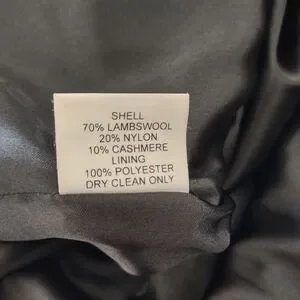 SHELL
70% LAMBSWOOL
20% NYLON
10% CASHMERE
LINING
100% POLYESTER
DRY CLEAN ONLY